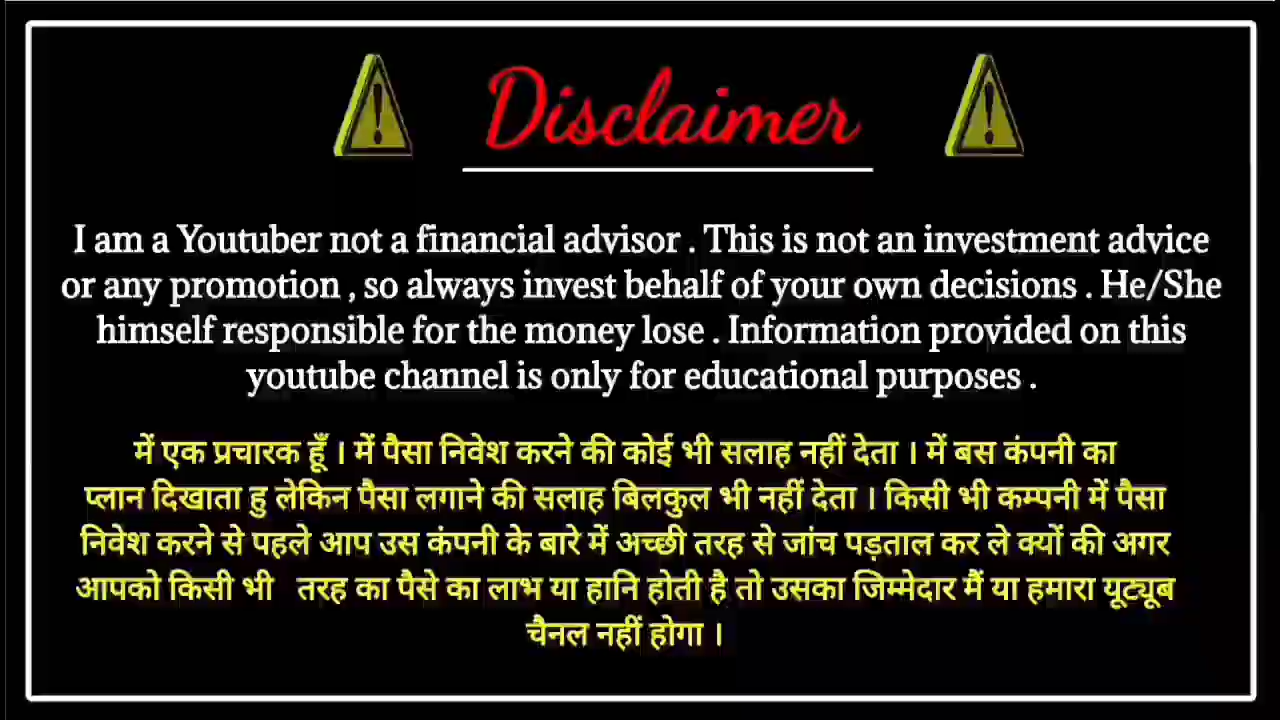 Disclaimer
I am a Youtuber not a financial advisor . This is not an investment advice
or any promotion , so always invest behalf of your own decisions . He/She
himself responsible for the money lose . Information provided on this
youtube channel is only for educational purposes .
में एक प्रचारक हूँ । में पैसा निवेश करने की कोई भी सलाह नहीं देता । में बस कंपनी का
प्लान दिखाता हु लेकिन पैसा लगाने की सलाह बिलकुल भी नहीं देता । किसी भी कम्पनी में पैसा
निवेश करने से पहले आप उस कंपनी के बारे में अच्छी तरह से जांच पड़ताल कर ले क्यों की अगर
आपको किसी भी तरह का पैसे का लाभ या हानि होती है तो उसका जिम्मेदार मैं या हमारा यूट्यूब
चैनल नहीं होगा ।